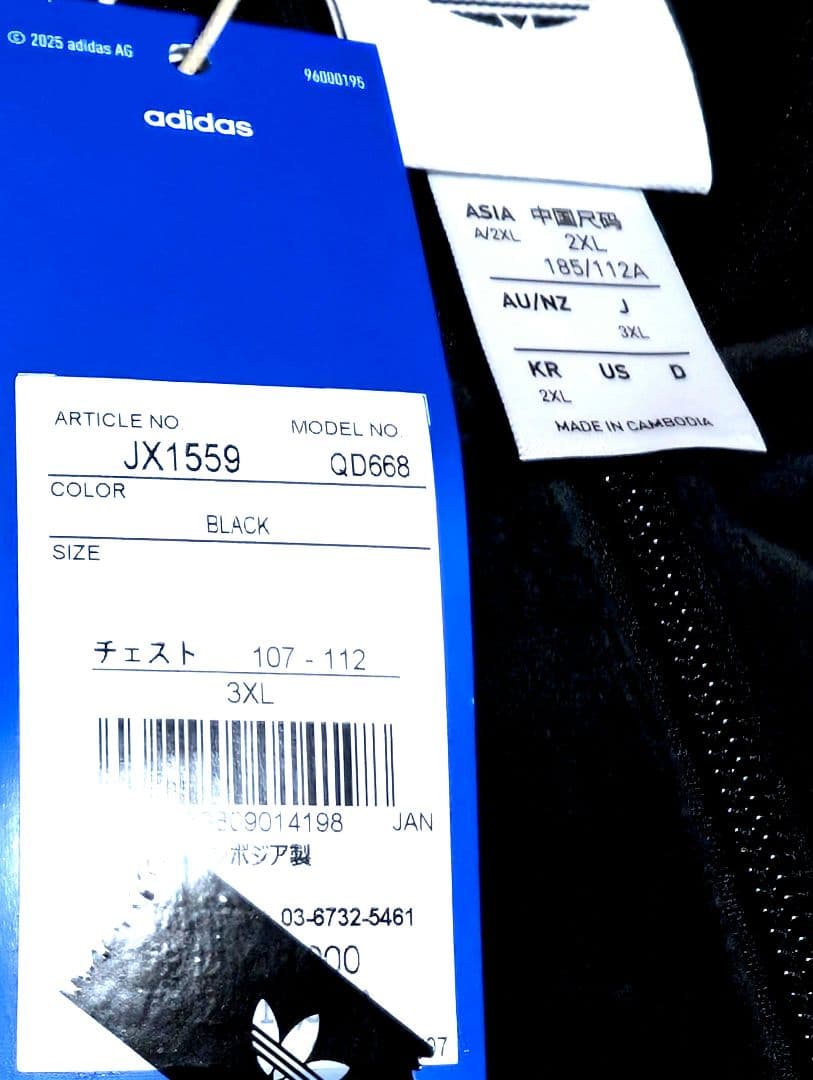 © 2025 adidas AG
96000195
adidas
ARTICLE NO
MODEL NO.
JX1559
QD668
COLOR
BLACK
SIZE
チェスト 107 - 112
3XL
09014198 JAN
ボジア製
03-6732-5461
00
97
ASIA 中国尺码
A/2XL 2XL
185/112A
AU/NZ J
3XL
KR US D
2XL
MADE IN CAMBODIA